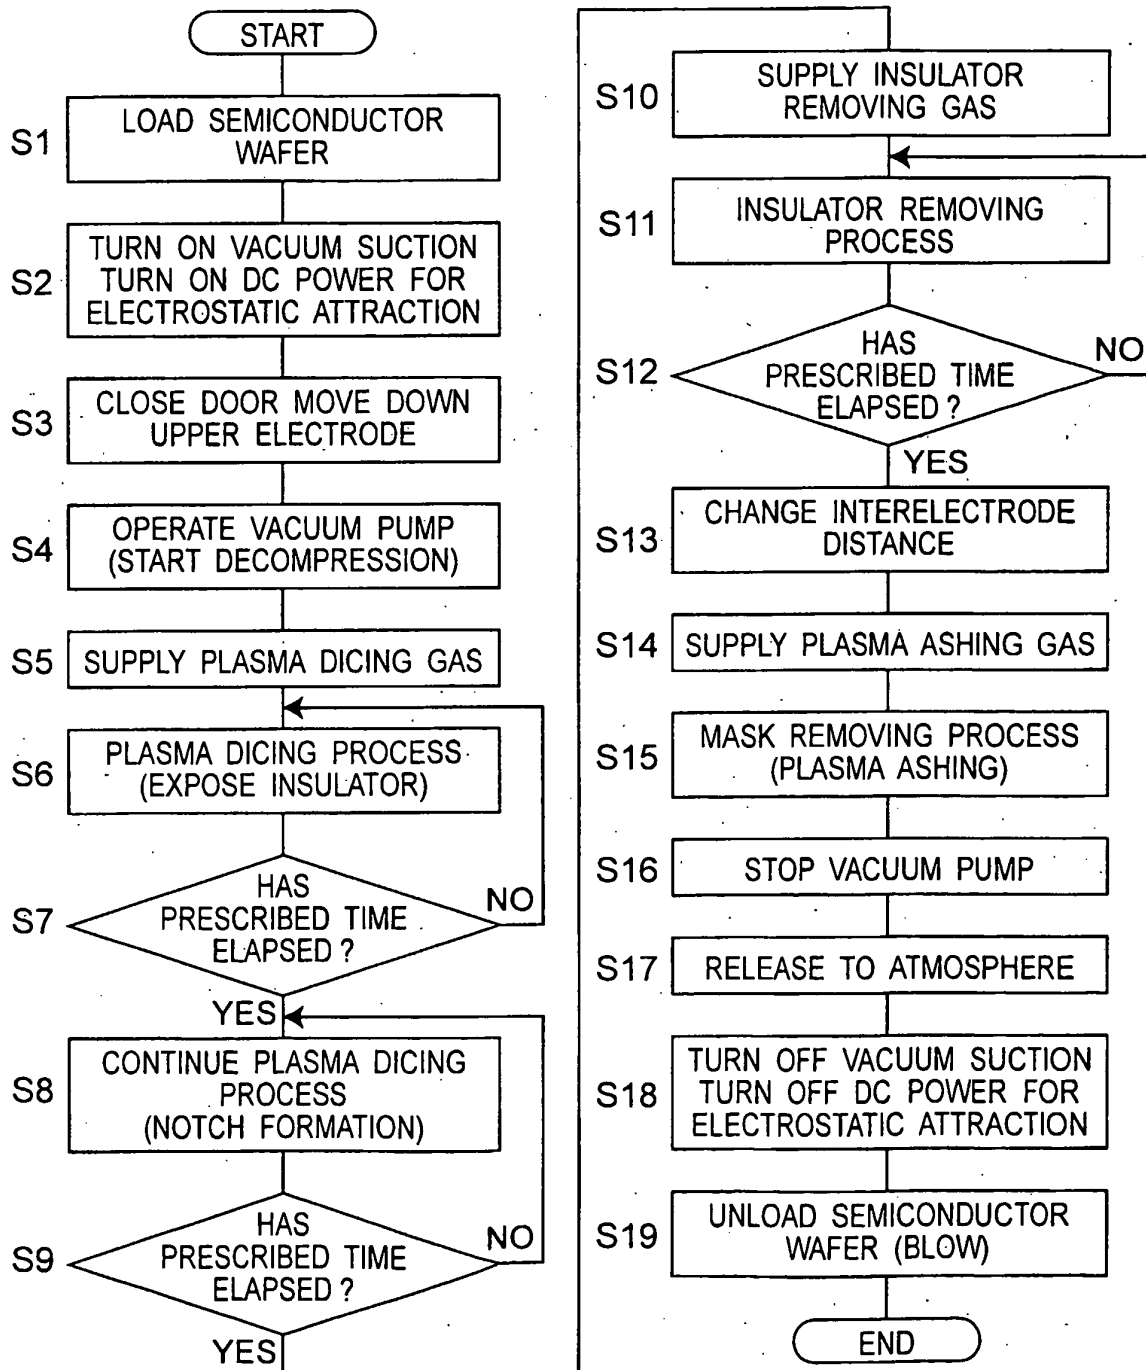 START
S1
LOAD SEMICONDUCTOR
WAFER
S2
TURN ON VACUUM SUCTION
TURN ON DC POWER FOR
ELECTROSTATIC ATTRACTION
S3
CLOSE DOOR MOVE DOWN
UPPER ELECTRODE
S4
OPERATE VACUUM PUMP
(START DECOMPRESSION)
S5
SUPPLY PLASMA DICING GAS
S6
PLASMA DICING PROCESS
(EXPOSE INSULATOR)
S7
HAS
PRESCRIBED TIME
ELAPSED ?
NO
YES
S8
CONTINUE PLASMA DICING
PROCESS
(NOTCH FORMATION)
S9
HAS
PRESCRIBED TIME
ELAPSED ?
NO
YES
S10
SUPPLY INSULATOR
REMOVING GAS
S11
INSULATOR REMOVING
PROCESS
S12
HAS
PRESCRIBED TIME
ELAPSED ?
NO
YES
S13
CHANGE INTERELECTRODE
DISTANCE
S14
SUPPLY PLASMA ASHING GAS
S15
MASK REMOVING PROCESS
(PLASMA ASHING)
S16
STOP VACUUM PUMP
S17
RELEASE TO ATMOSPHERE
S18
TURN OFF VACUUM SUCTION
TURN OFF DC POWER FOR
ELECTROSTATIC ATTRACTION
S19
UNLOAD SEMICONDUCTOR
WAFER (BLOW)
END